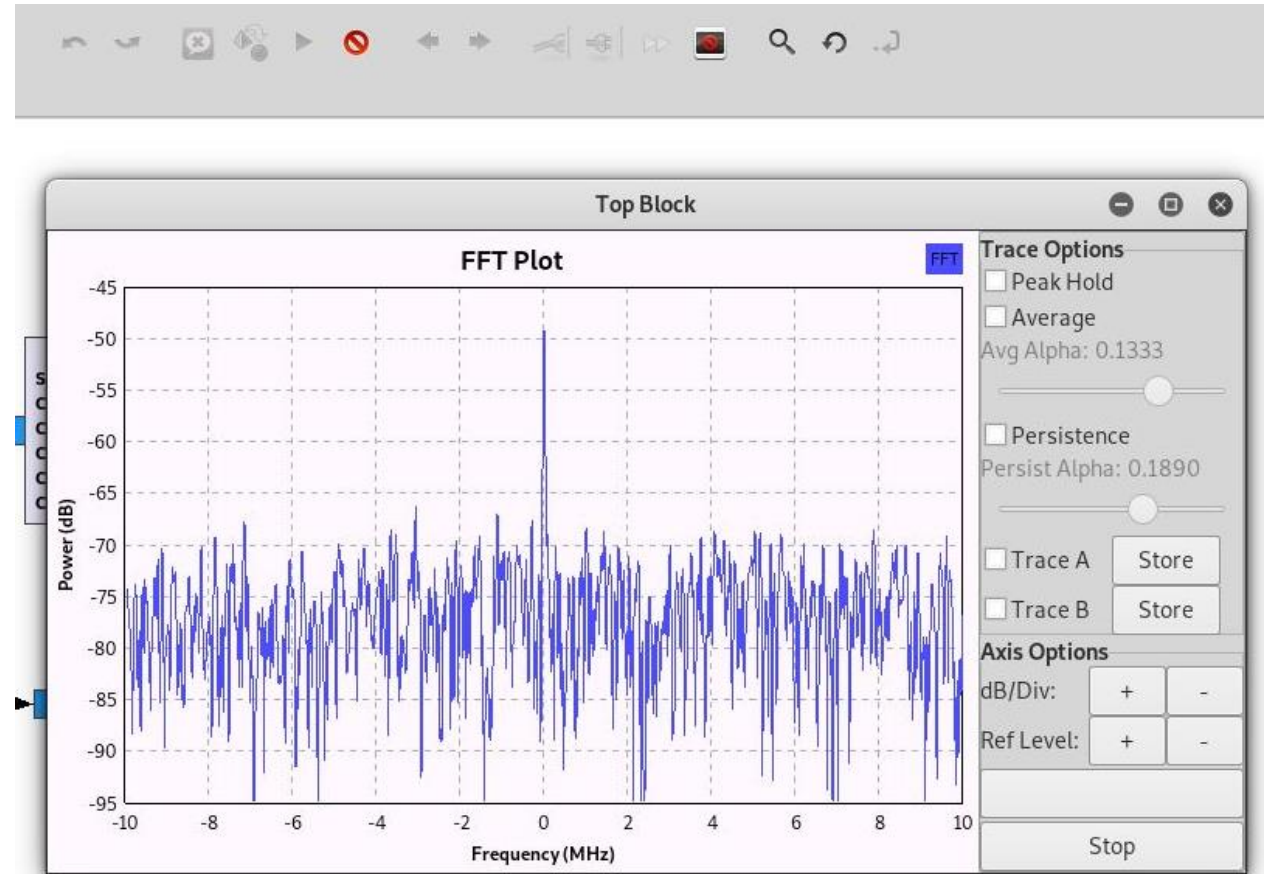 Top Block
FFT Plot
FFT
-45
-50
-55
-60
-65
-70
-75
-80
-85
-90
-95
Power (dB)
-10 -8 -6 -4 -2 0 2 4 6 8 10
Frequency (MHz)
Trace Options
Peak Hold
Average
Avg Alpha: 0.1333
Persistence
Persist Alpha: 0.1890
Trace A Store
Trace B Store
Axis Options
dB/Div: + -
Ref Level: + -
Stop